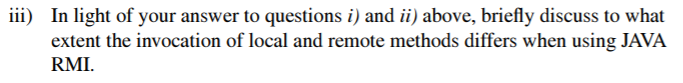 iii) In light of your answer to questions i) and ii) above, briefly discuss to what
extent the invocation of local and remote methods differs when using JAVA
RMI.